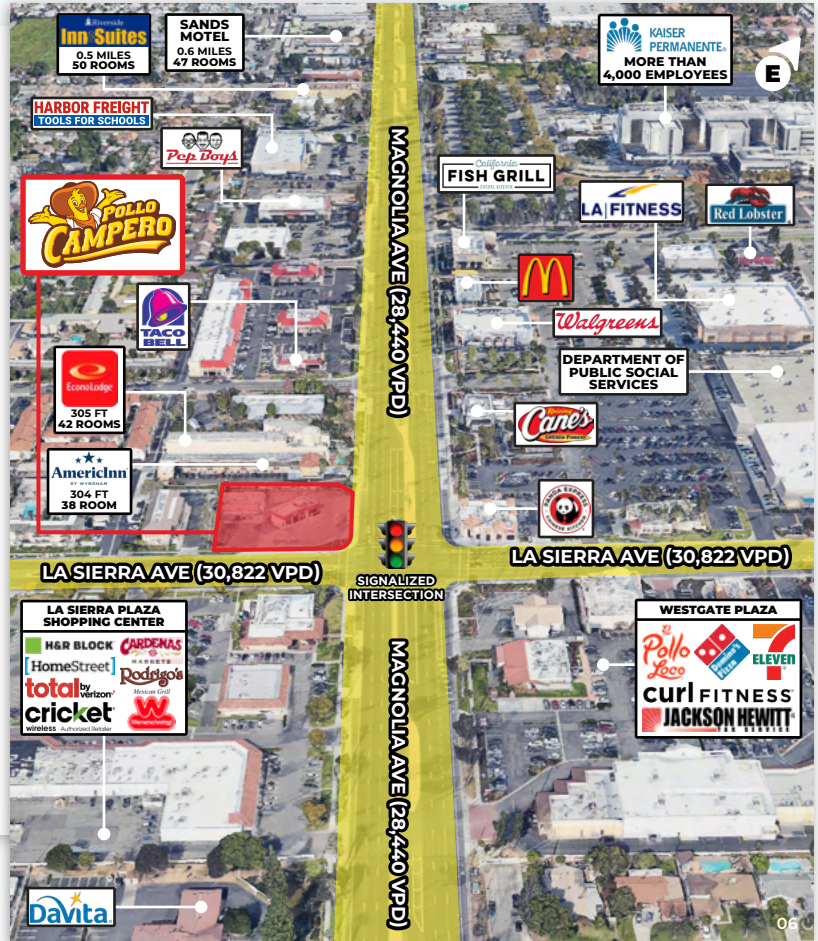 Riverside
Inn & Suites
0.5 MILES
50 ROOMS
SANDS
MOTEL
0.6 MILES
47 ROOMS
KAISER
PERMANENTE®
MORE THAN
4,000 EMPLOYEES
E
HARBOR FREIGHT
TOOLS FOR SCHOOLS
Pep Boys
POLLO
CAMPERO
MAGNOLIA AVE (28,440 VPD)
California
FISH GRILL
LA|FITNESS
Red Lobster
TACO
BELL
Walgreens
DEPARTMENT OF
PUBLIC SOCIAL
SERVICES
EconoLodge
305 FT
42 ROOMS
Raising
Cane's
CHICKEN FINGERS
AmericInn
BY WYNDHAM
304 FT
38 ROOM
PANDA EXPRESS
CHINESE KITCHEN
LA SIERRA AVE (30,822 VPD)
SIGNALIZED
INTERSECTION
LA SIERRA AVE (30,822 VPD)
LA SIERRA PLAZA
SHOPPING CENTER
H&R BLOCK
CARDENAS
MARKETS
[HomeStreet]
Rodrigo's
Mexican Grill
total by
verizon
cricket
wireless Authorized Retailer
Wienerschnitzel
MAGNOLIA AVE (28,440 VPD)
WESTGATE PLAZA
El
Pollo
Loco
Domino's
Pizza
7
ELEVEN
curl FITNESS
JACKSON HEWITT®
TAX SERVICE
DaVita
06